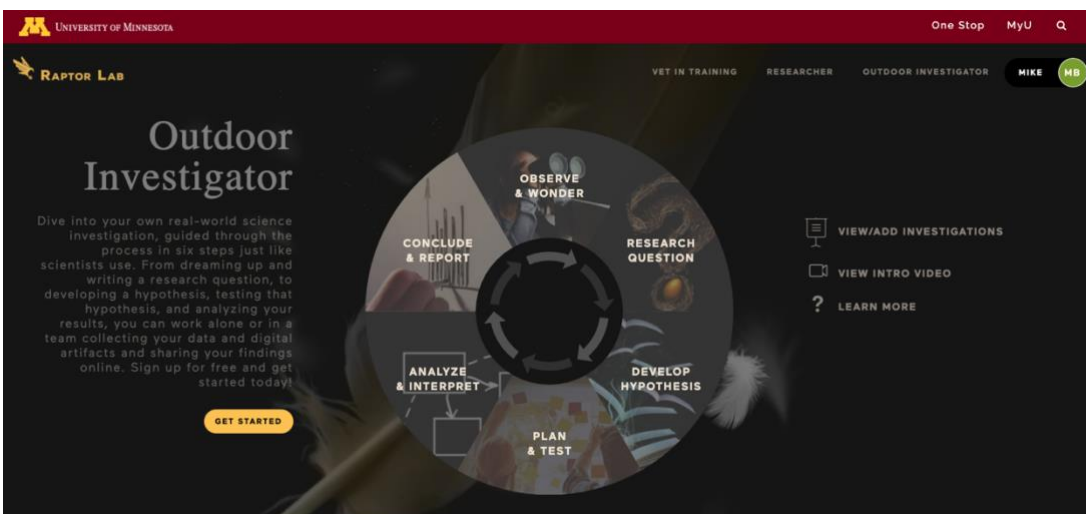 UNIVERSITY OF MINNESOTA
One Stop MyU
RAPTOR LAB
VET IN TRAINING RESEARCHER OUTDOOR INVESTIGATOR MIKE MB
Outdoor
Investigator
Dive into your own real-world science
investigation, guided through the
process in six steps just like
scientists use. From dreaming up and
writing a research question, to
developing a hypothesis, testing that
hypothesis, and analyzing your
results, you can work alone or in a
team collecting your data and digital
artifacts and sharing your findings
online. Sign up for free and get
started today!
GET STARTED
OBSERVE
& WONDER
RESEARCH
QUESTION
DEVELOP
HYPOTHESIS
PLAN
& TEST
ANALYZE
& INTERPRET
CONCLUDE
& REPORT
VIEW/ADD INVESTIGATIONS
VIEW INTRO VIDEO
? LEARN MORE